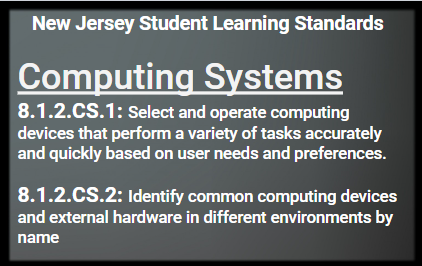 New Jersey Student Learning Standards
Computing Systems
8.1.2.CS.1: Select and operate computing
devices that perform a variety of tasks accurately
and quickly based on user needs and preferences.
8.1.2.CS.2: Identify common computing devices
and external hardware in different environments by
name